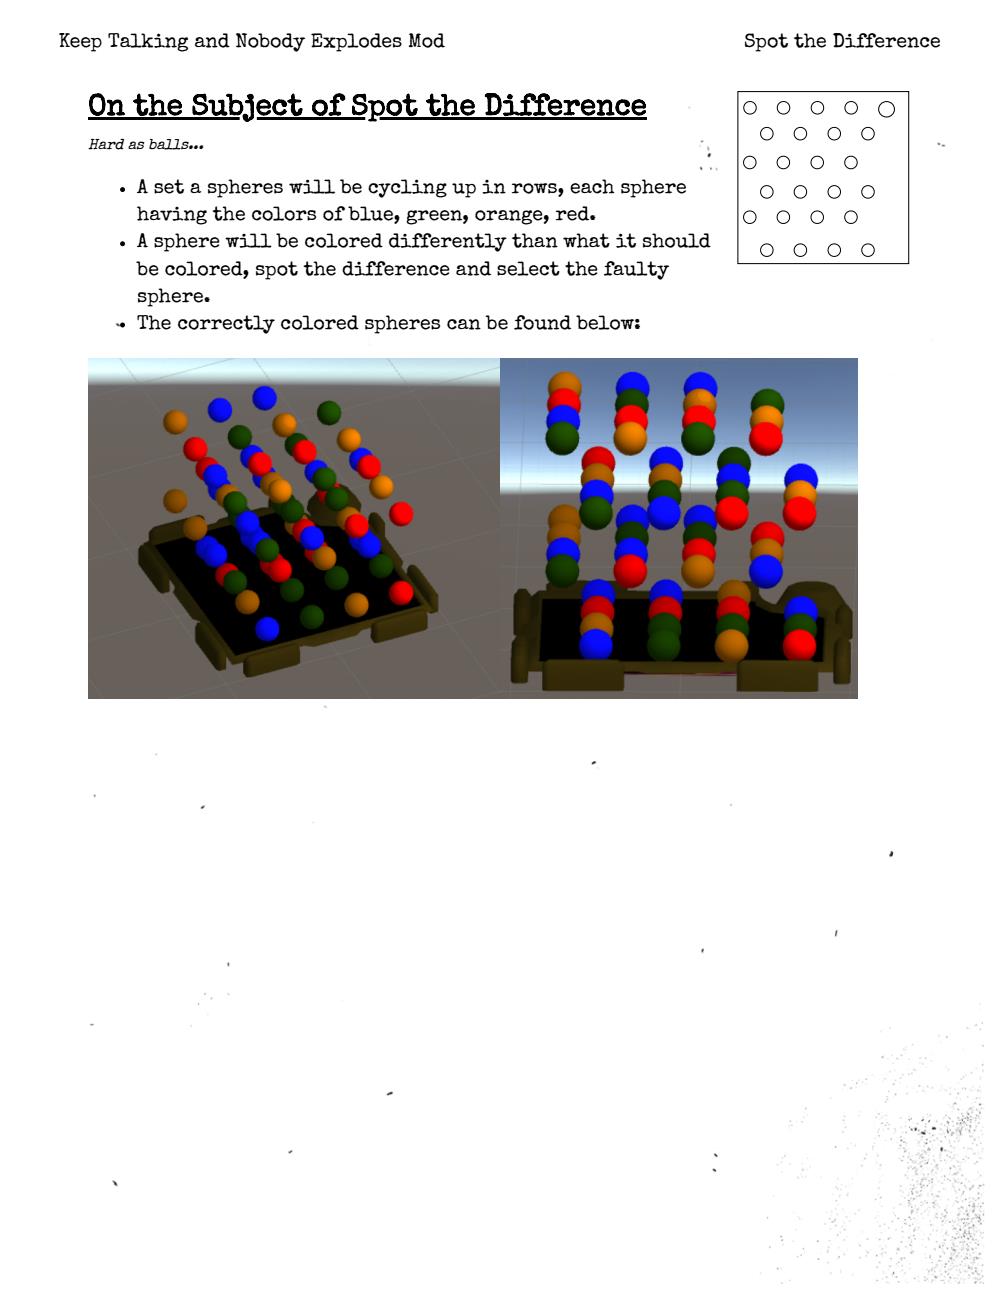 Keep Talking and Nobody Explodes Mod
Spot the Difference
On the Subject of Spot the Difference
Hard as balls...
A set a spheres will be cycling up in rows, each sphere
having the colors of blue, green, orange, red.
A sphere will be colored differently than what it should
be colored, spot the difference and select the faulty
sphere.
The correctly colored spheres can be found below: